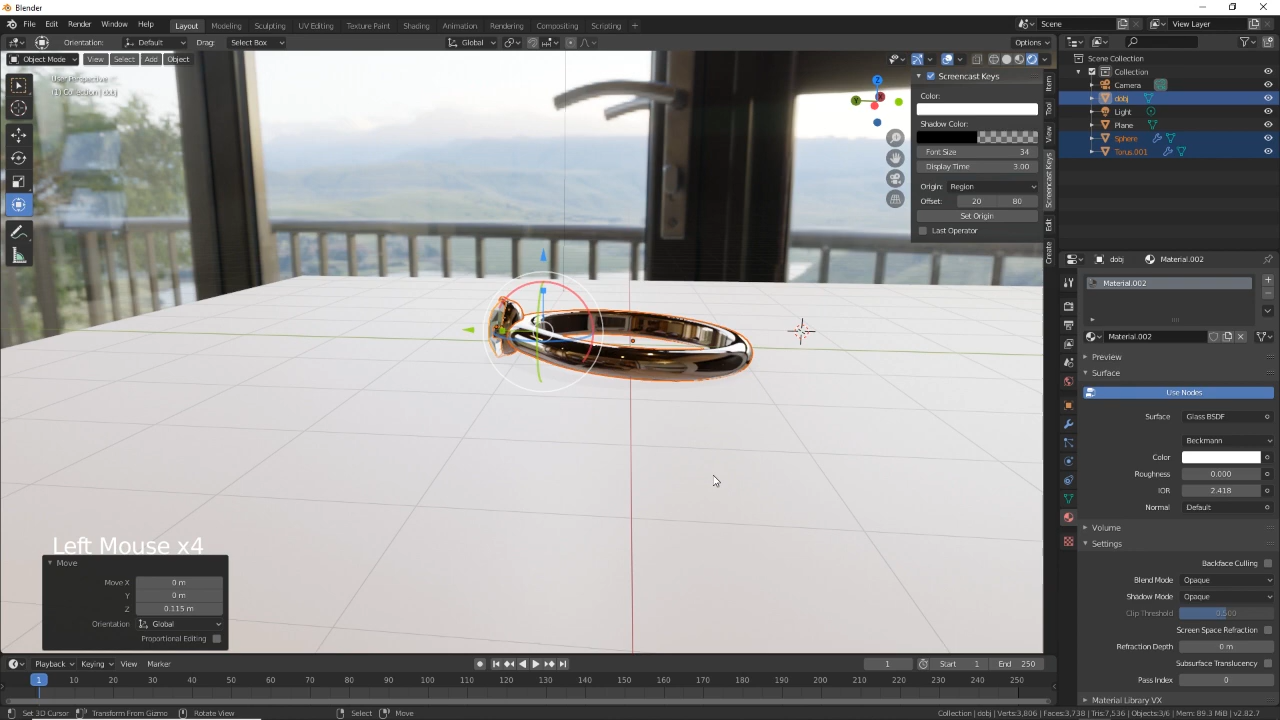 Blender
File Edit Render Window Help
Layout Modeling Sculpting UV Editing Texture Paint Shading Animation Rendering Compositing Scripting +
Scene
View Layer
Orientation: Default Drag: Select Box
Global
Options
Object Mode View Select Add Object
User Perspective
(1) Collection | dobj
Screencast Keys
Color:
Shadow Color:
Font Size 34
Display Time 3.00
Origin: Region
Offset: 20 80
Set Origin
Last Operator
Item
Tool
View
Screencast Keys
Edit
Create
Z
Y
Scene Collection
Collection
Camera
dobj
Light
Plane
Sphere
Torus.001
dobj Material.002
Material.002
Material.002
Preview
Surface
Use Nodes
Surface Glass BSDF
Beckmann
Color
Roughness 0.000
IOR 2.418
Normal Default
Volume
Settings
Backface Culling
Blend Mode Opaque
Shadow Mode Opaque
Clip Threshold 0.500
Screen Space Refraction
Refraction Depth 0 m
Subsurface Translucency
Pass Index 0
Material Library VX
Left Mouse x4
Move
Move X 0 m
Y 0 m
Z 0.115 m
Orientation Global
Proportional Editing
Playback Keying View Marker
1 Start 1 End 250
1 10 20 30 40 50 60 70 80 90 100 110 120 130 140 150 160 170 180 190 200 210 220 230 240 250
Set 3D Cursor Transform From Gizmo Rotate View Select Move
Collection | dobj | Verts:3,806 | Faces:3,738 | Tris:7,536 | Objects:3/6 | Mem: 89.3 MiB | v2.82.7